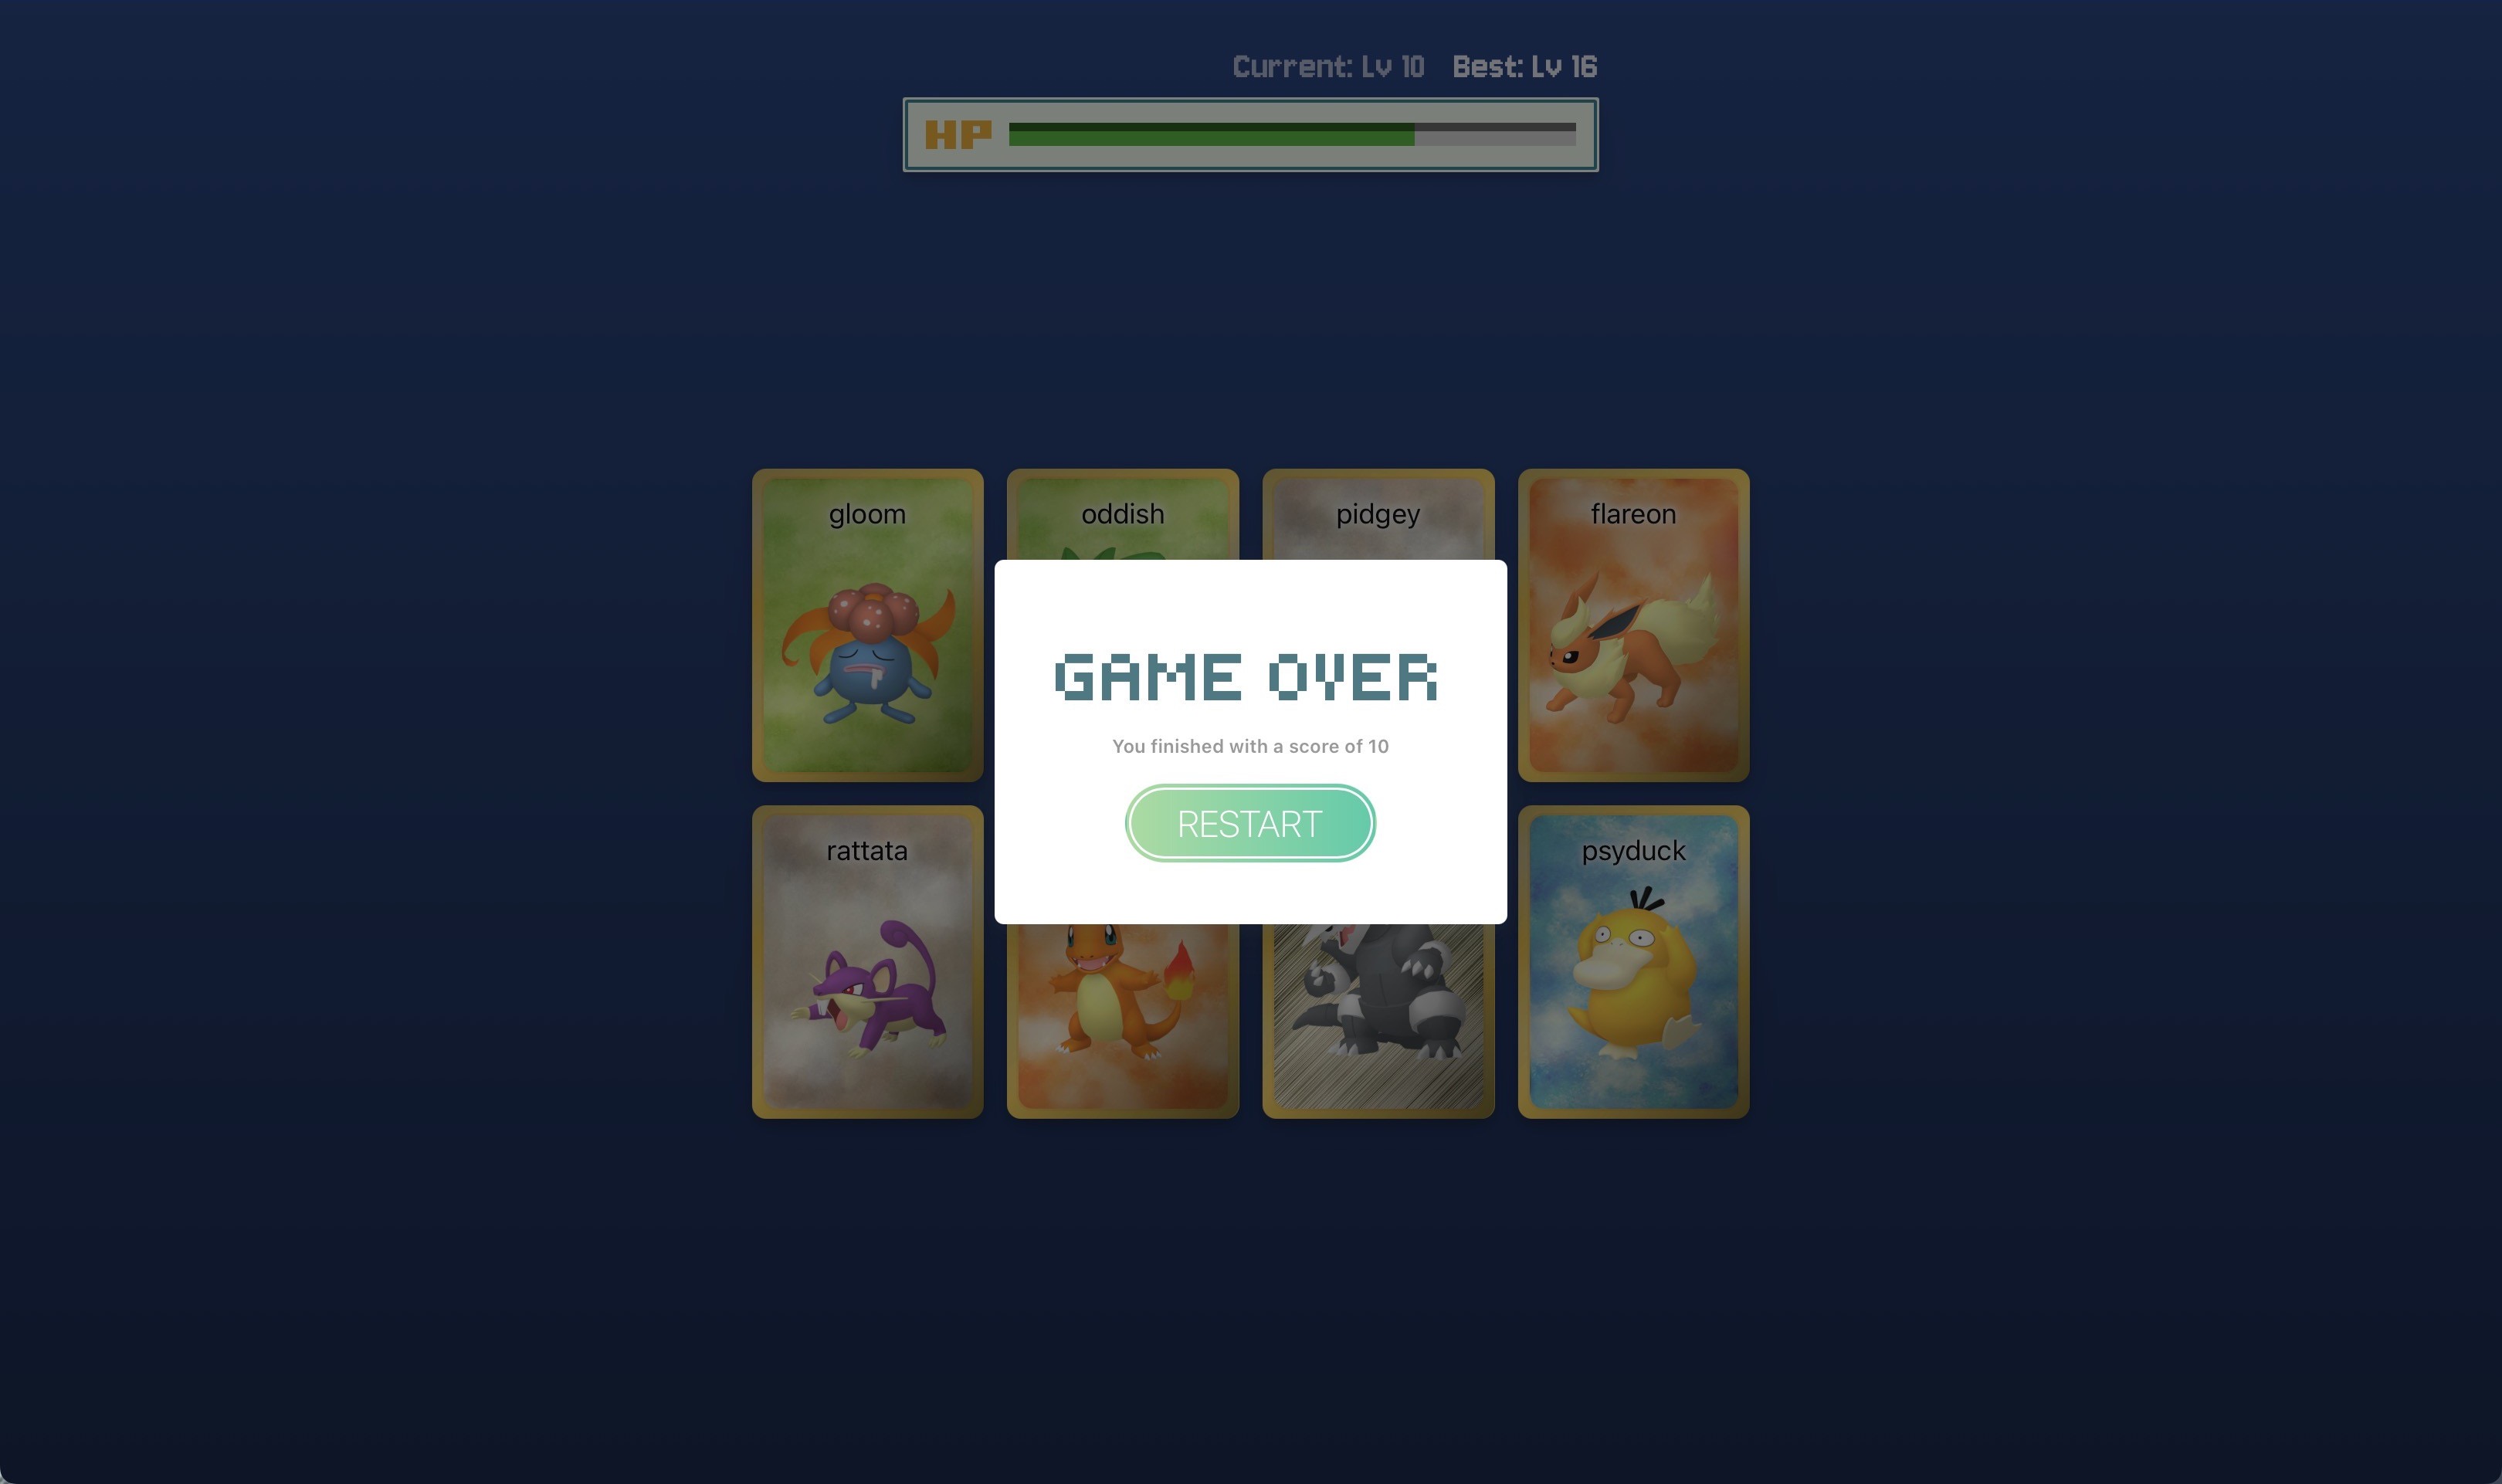 Current: Lv 10 Best: Lv 16
HP
gloom
oddish
pidgey
flareon
GAME OVER
You finished with a score of 10
RESTART
rattata
psyduck